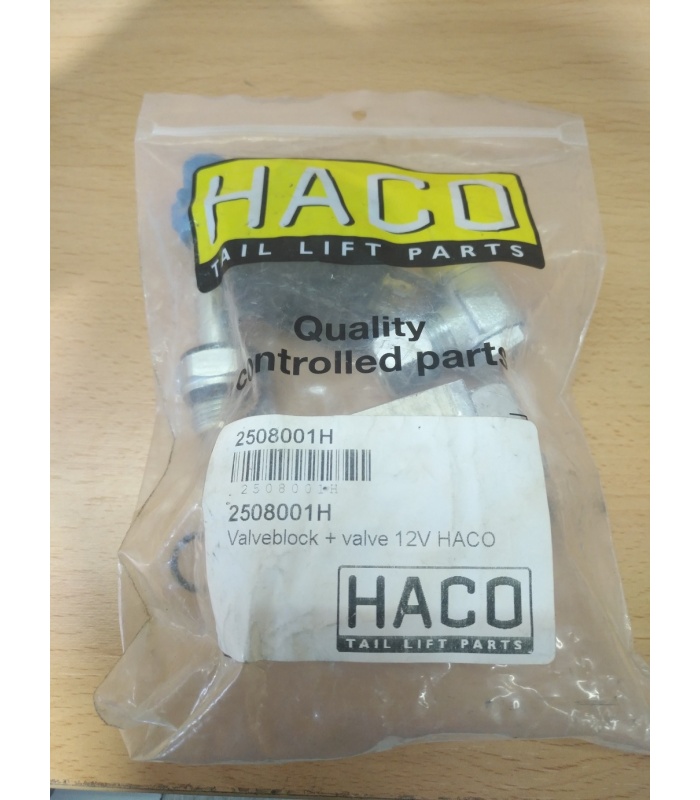 HACO
TAIL LIFT PARTS
Quality
controlled parts
2508001H
2508001H
2508001H
Valveblock + valve 12V HACO
HACO
TAIL LIFT PARTS